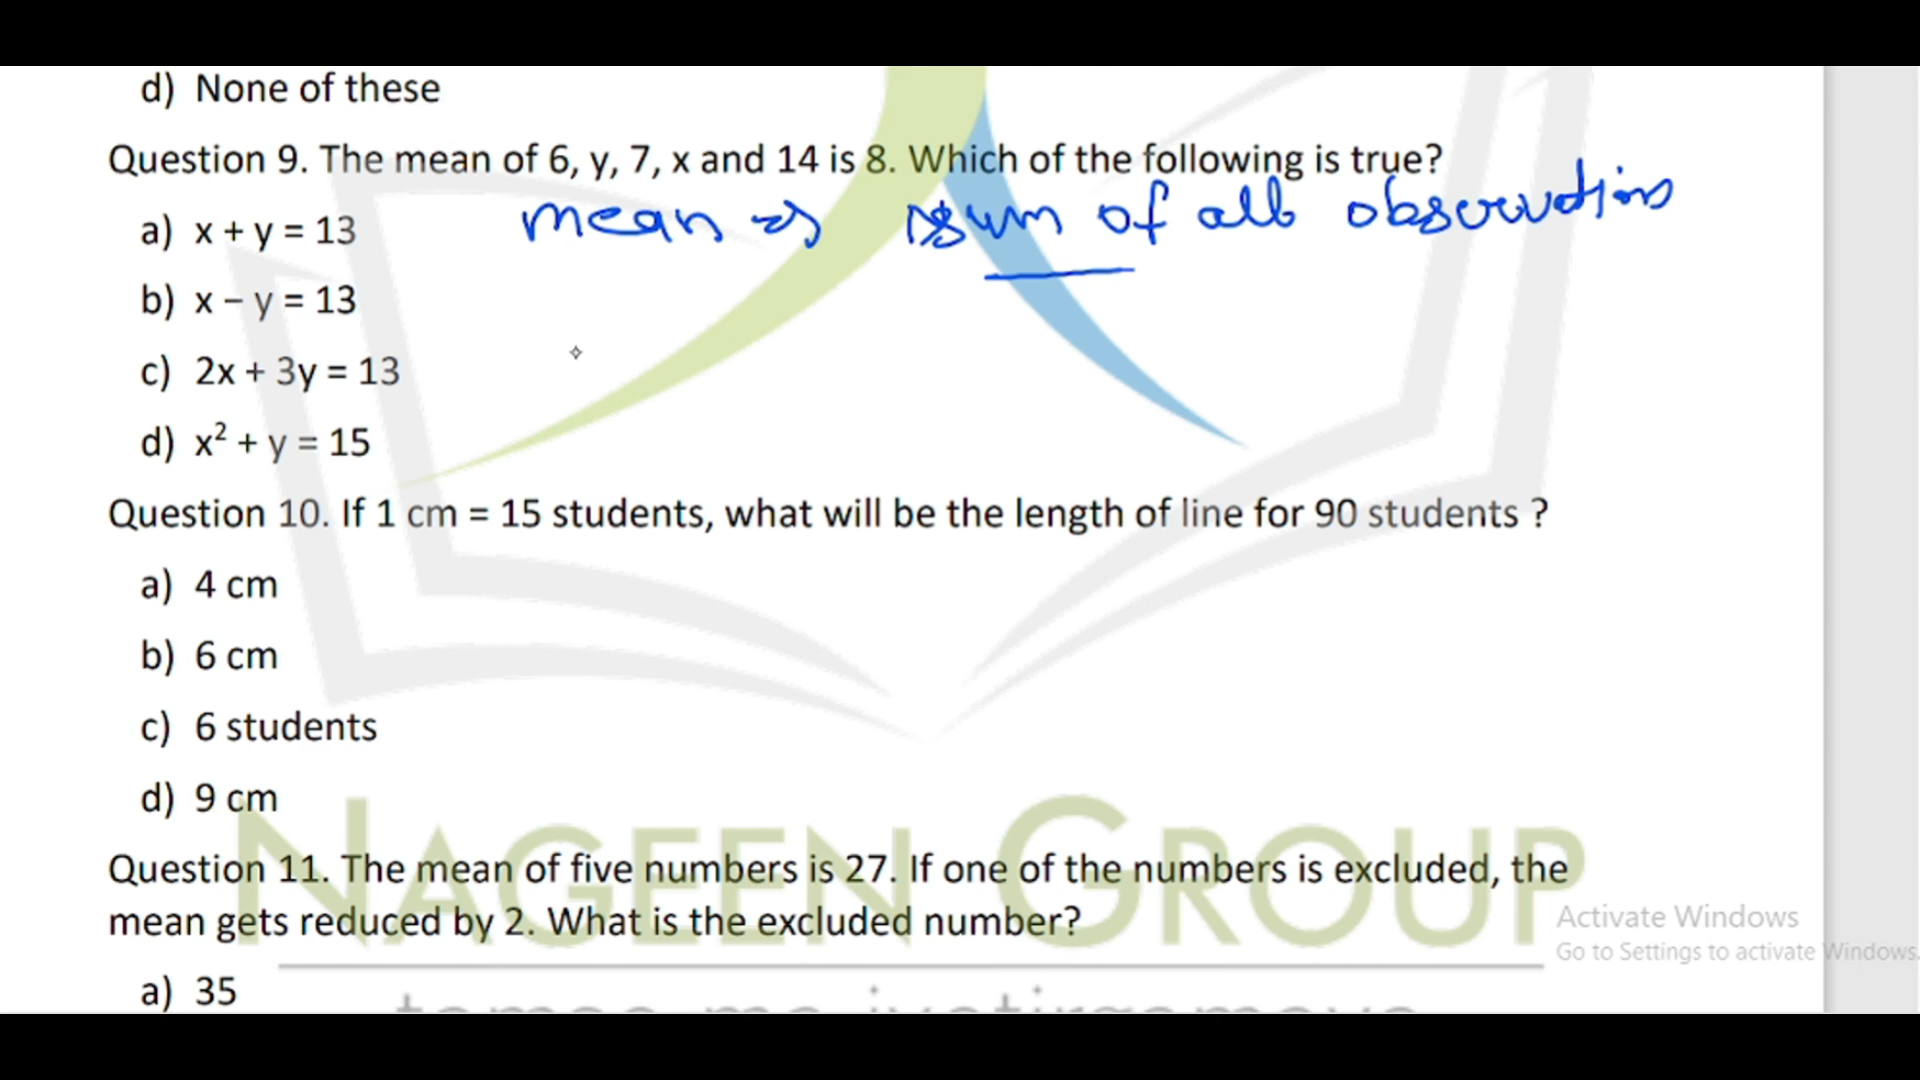 d) None of these
Question 9. The mean of 6, y, 7, x and 14 is 8. Which of the following is true?
a) x + y = 13
mean => sum of all observations
b) x – y = 13
c) 2x + 3y = 13
d) x² + y = 15
Question 10. If 1 cm = 15 students, what will be the length of line for 90 students ?
a) 4 cm
b) 6 cm
c) 6 students
d) 9 cm
NAGEEN GROUP
Question 11. The mean of five numbers is 27. If one of the numbers is excluded, the
mean gets reduced by 2. What is the excluded number?
Activate Windows
Go to Settings to activate Windows.
a) 35